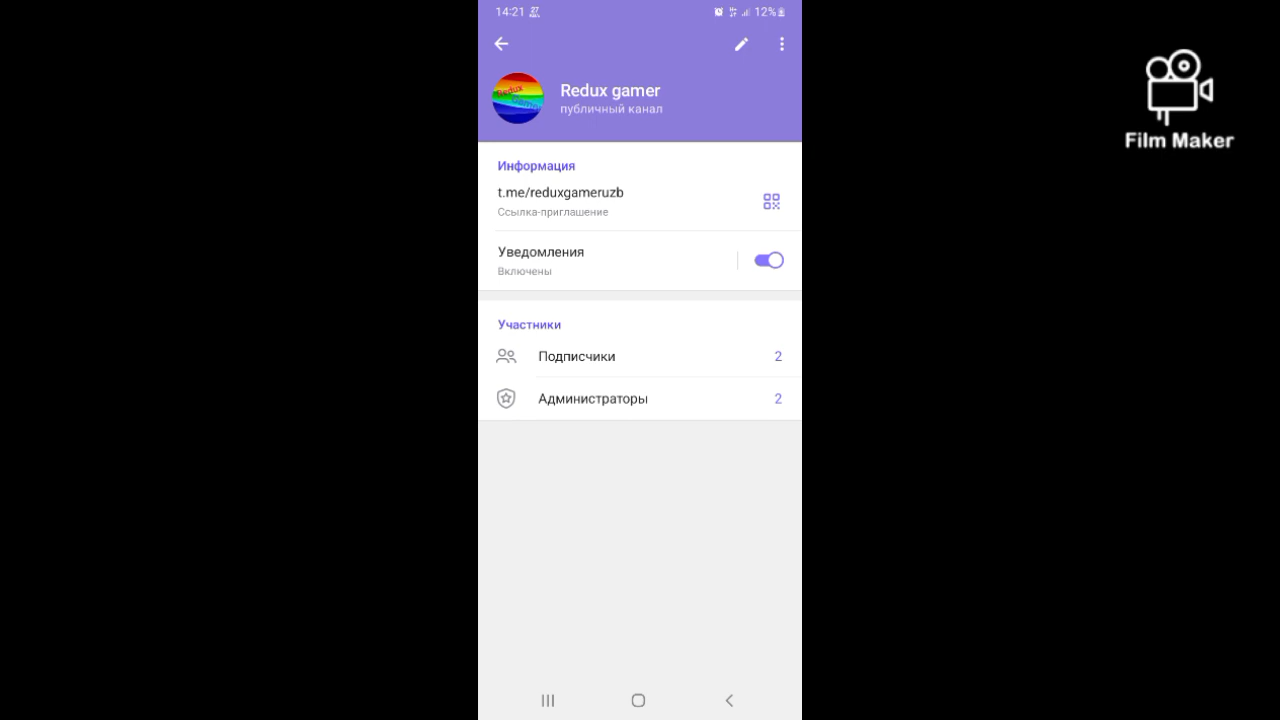 14:21
12%
Redux gamer
публичный канал
Информация
t.me/reduxgameruzb
Ссылка-приглашение
Уведомления
Включены
Участники
Подписчики 2
Администраторы 2
Film Maker